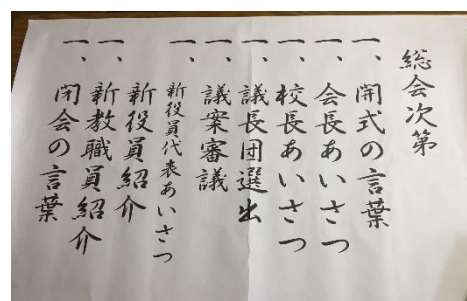 総会次第
一、開式の言葉
一、会長あいさつ
一、校長あいさつ
一、議長団選出
一、議案審議
一、新役員代表あいさつ
新役員紹介
一、新教職員紹介
一、閉会の言葉